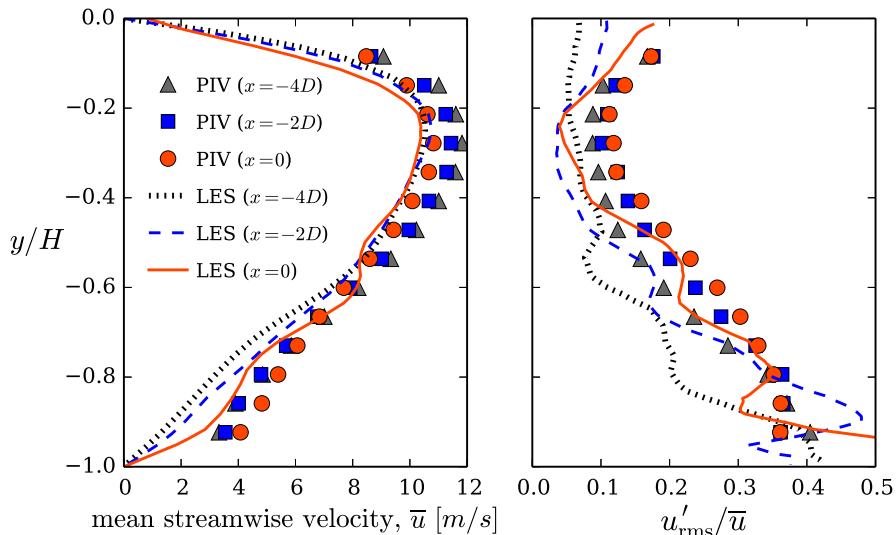 0.0
−0.2
−0.4
−0.6
−0.8
−1.0
y/H
PIV (x=−4D)
PIV (x=−2D)
PIV (x=0)
LES (x=−4D)
LES (x=−2D)
LES (x=0)
0 2 4 6 8 10 12
mean streamwise velocity, u̅ [m/s]
0.0 0.1 0.2 0.3 0.4 0.5
u′rms/u̅